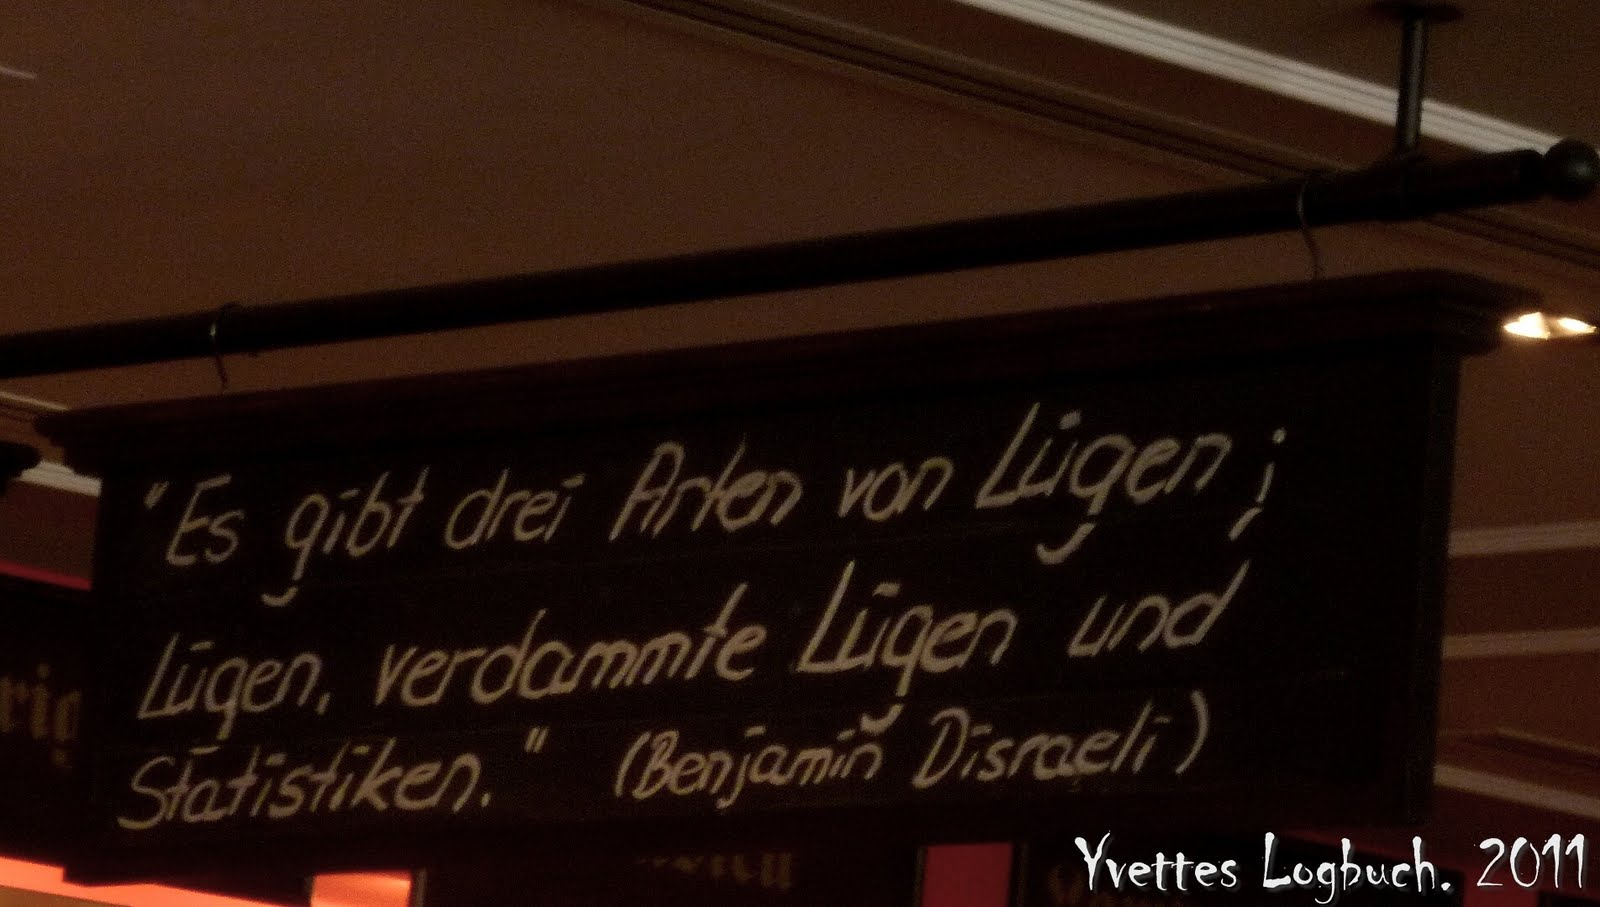 "Es gibt drei Arten von Lügen;
Lügen, verdammte Lügen und
Statistiken." (Benjamin Disraeli)
Yvettes Logbuch. 2011